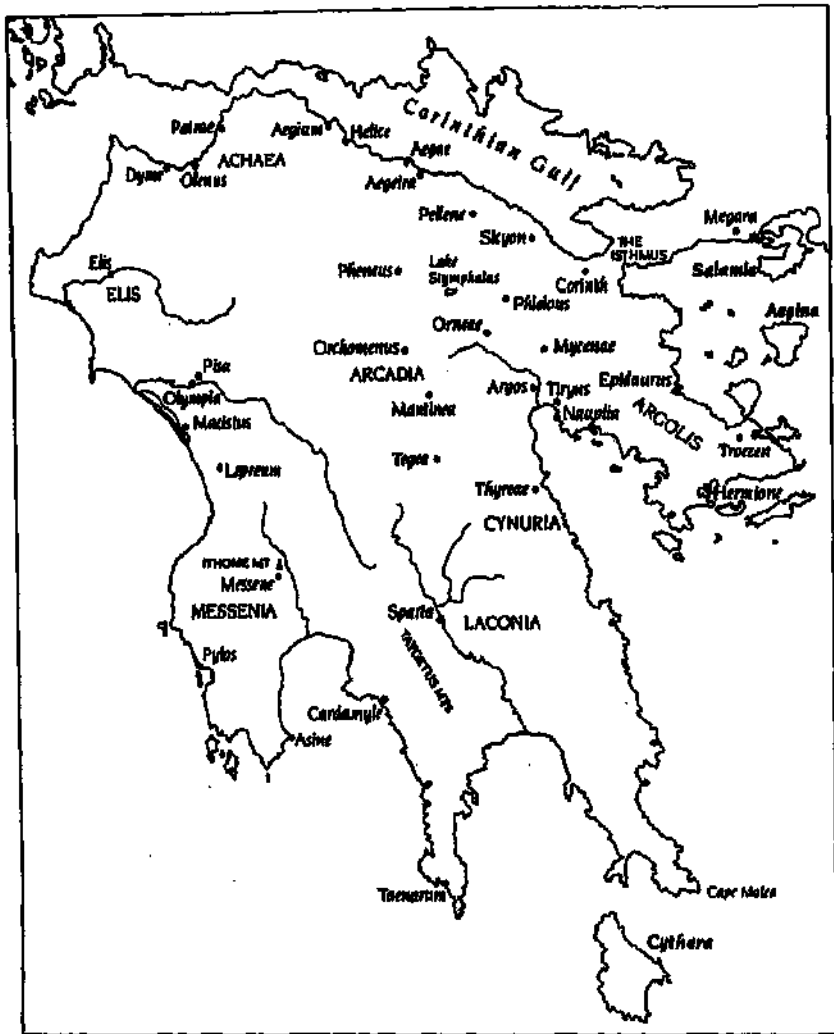 Corinthian Gulf
Patrae
Aegium
Helice
ACHAEA
Aegae
Dyme
Olenus
Aegeira
Pellene
Megara
Sikyon
THE
ISTHMUS
Elis
Pheneus
Lake
Stymphalus
Corinth
Salamis
ELIS
Phlious
Aegina
Orneae
Orchomenus
Mycenae
Pisa
ARCADIA
Olympia
Argos
Tiryns
Epidaurus
Mantinea
Nauplia
ARGOLIS
Macistus
Troezen
Tegea
Lepreum
Thyreae
Hermione
CYNURIA
ITHOME MT
Messene
MESSENIA
Sparta
LACONIA
Pylos
TAYGETUS MTS
Cardamyle
Asine
Taenarum
Cape Malea
Cythara